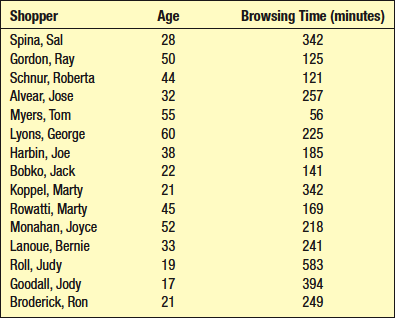 Shopper Age Browsing Time (minutes)
Spina, Sal 28 342
Gordon, Ray 50 125
Schnur, Roberta 44 121
Alvear, Jose 32 257
Myers, Tom 55 56
Lyons, George 60 225
Harbin, Joe 38 185
Bobko, Jack 22 141
Koppel, Marty 21 342
Rowatti, Marty 45 169
Monahan, Joyce 52 218
Lanoue, Bernie 33 241
Roll, Judy 19 583
Goodall, Jody 17 394
Broderick, Ron 21 249